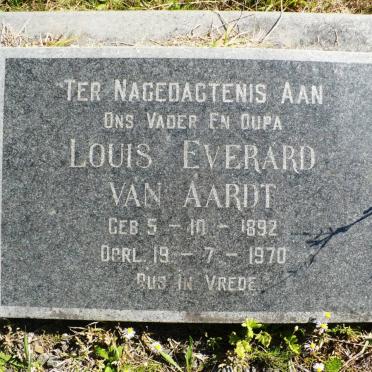 TER NAGEDAGTENIS AAN
ONS VADER EN OUPA
LOUIS EVERARD
VAN AARDT
GEB 5 - 10 - 1892
OORL. 19 - 7 - 1970
RUS IN VREDE.